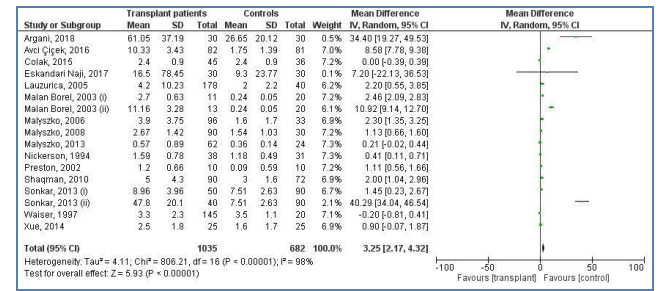 Transplant patients Controls Mean Difference Mean Difference
Study or Subgroup Mean SD Total Mean SD Total Weight IV, Random, 95% CI IV, Random, 95% CI
Argani, 2018 61.05 37.19 30 26.65 20.12 30 0.5% 34.40 [19.27, 49.53]
Avci Çiçek, 2016 10.33 3.43 82 1.75 1.39 81 8.0% 8.58 [7.78, 9.38]
Colak, 2015 2.4 0.9 45 2.4 0.9 36 8.3% 0.00 [-0.39, 0.39]
Eskandari Naji, 2017 16.5 78.45 30 9.3 23.77 30 0.1% 7.20 [-22.13, 36.53]
Lauzurica, 2005 4.2 10.23 178 2 2.2 40 6.8% 2.20 [0.55, 3.85]
Malan Borel, 2003 (i) 2.7 0.63 11 0.24 0.05 20 8.3% 2.46 [2.09, 2.83]
Malan Borel, 2003 (ii) 11.16 3.28 13 0.24 0.05 20 6.6% 10.92 [9.14, 12.70]
Malyszko, 2006 3.9 3.75 96 1.6 1.7 33 7.9% 2.30 [1.35, 3.25]
Malyszko, 2008 2.67 1.42 90 1.54 1.03 30 8.2% 1.13 [0.66, 1.60]
Malyszko, 2013 0.57 0.89 62 0.36 0.14 24 8.3% 0.21 [-0.02, 0.44]
Nickerson, 1994 1.59 0.78 38 1.18 0.49 31 8.3% 0.41 [0.11, 0.71]
Preston, 2002 1.2 0.66 10 0.09 0.59 10 8.2% 1.11 [0.56, 1.66]
Shaqman, 2010 5 4.3 90 3 1.6 72 7.8% 2.00 [1.04, 2.96]
Sonkar, 2013 (i) 8.96 3.96 50 7.51 2.63 90 7.6% 1.45 [0.23, 2.67]
Sonkar, 2013 (ii) 47.8 20.1 40 7.51 2.63 90 2.1% 40.29 [34.04, 46.54]
Waiser, 1997 3.3 2.3 145 3.5 1.1 20 8.1% -0.20 [-0.81, 0.41]
Xue, 2014 2.5 1.8 25 1.6 1.7 25 7.8% 0.90 [-0.07, 1.87]
Total (95% CI) 1035 682 100.0% 3.25 [2.17, 4.32]
Heterogeneity: Tau² = 4.11; Chi² = 806.21, df = 16 (P < 0.00001); I² = 98%
Test for overall effect: Z = 5.93 (P < 0.00001)
-100 -50 0 50 100
Favours [transplant] Favours [control]